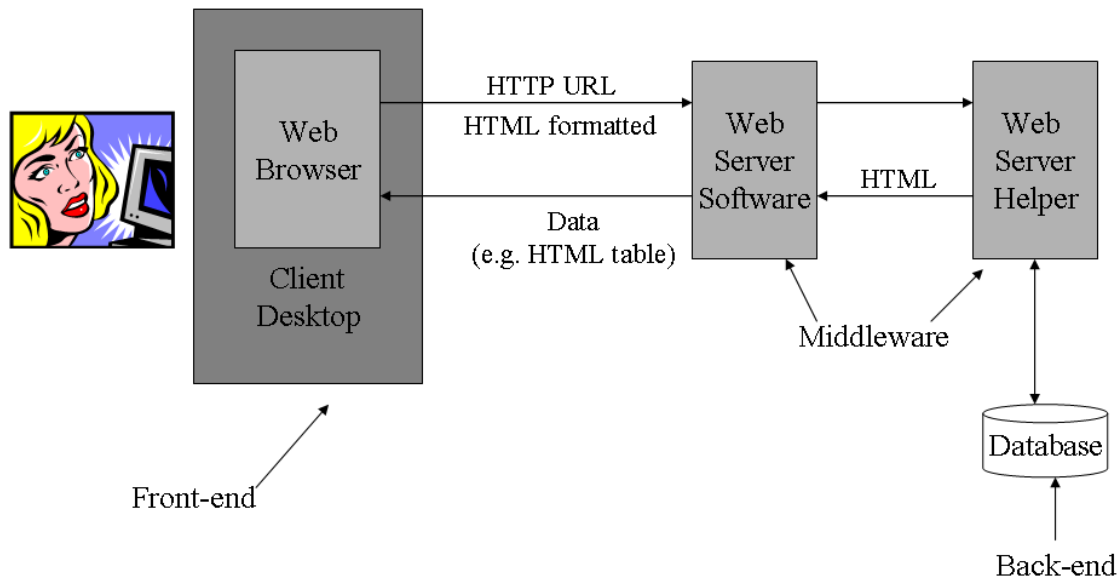 Web
Browser
Client
Desktop
HTTP URL
HTML formatted
Data
(e.g. HTML table)
Web
Server
Software
HTML
Web
Server
Helper
Middleware
Database
Front-end
Back-end